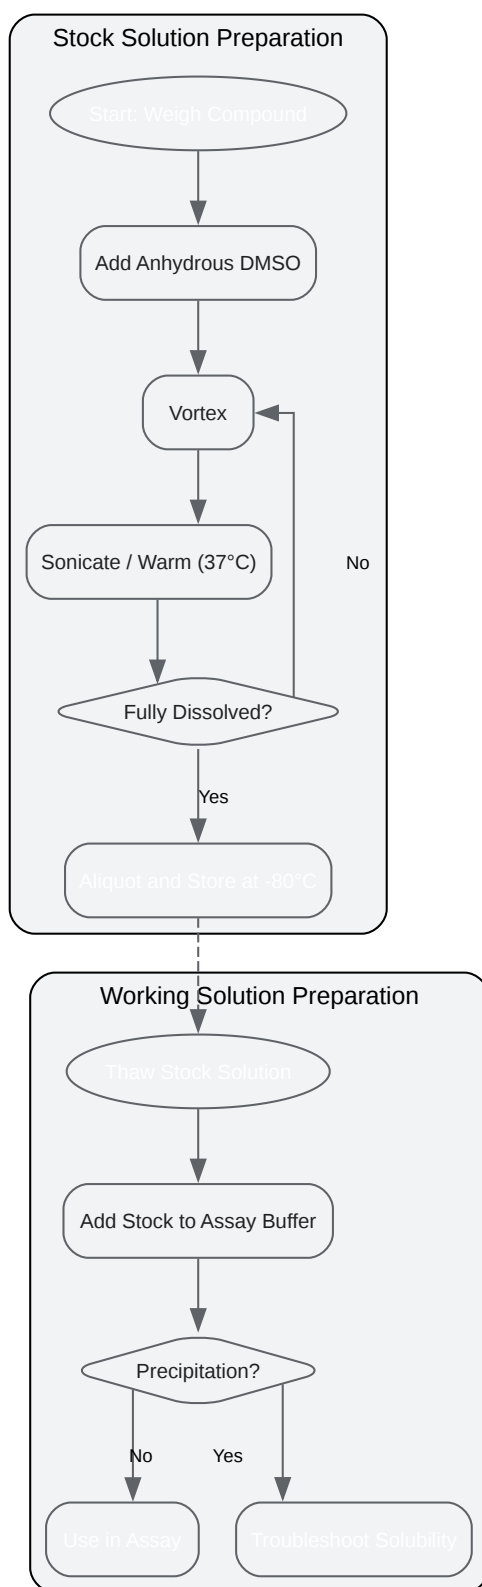 Stock Solution Preparation
Start: Weigh Compound
Add Anhydrous DMSO
Vortex
Sonicate / Warm (37°C)
No
Fully Dissolved?
Yes
Aliquot and Store at -80°C
Working Solution Preparation
Thaw Stock Solution
Add Stock to Assay Buffer
Precipitation?
No
Yes
Use in Assay
Troubleshoot Solubility